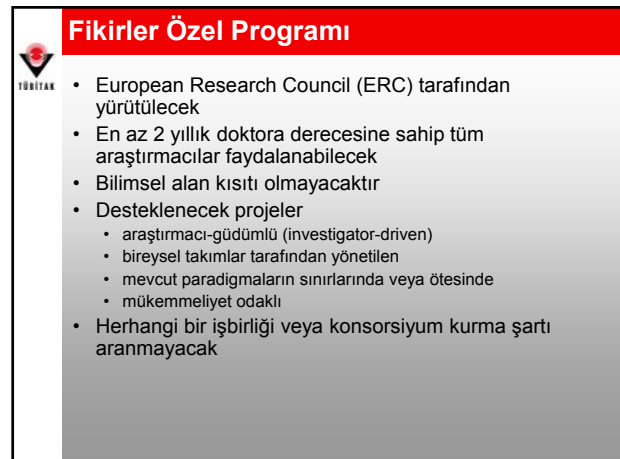 Fikirler Özel Programı
TÜBİTAK
• European Research Council (ERC) tarafından
yürütülecek
• En az 2 yıllık doktora derecesine sahip tüm
araştırmacılar faydalanabilecek
• Bilimsel alan kısıtı olmayacaktır
• Desteklenecek projeler
• araştırmacı-güdümlü (investigator-driven)
• bireysel takımlar tarafından yönetilen
• mevcut paradigmaların sınırlarında veya ötesinde
• mükemmeliyet odaklı
• Herhangi bir işbirliği veya konsorsiyum kurma şartı
aranmayacak